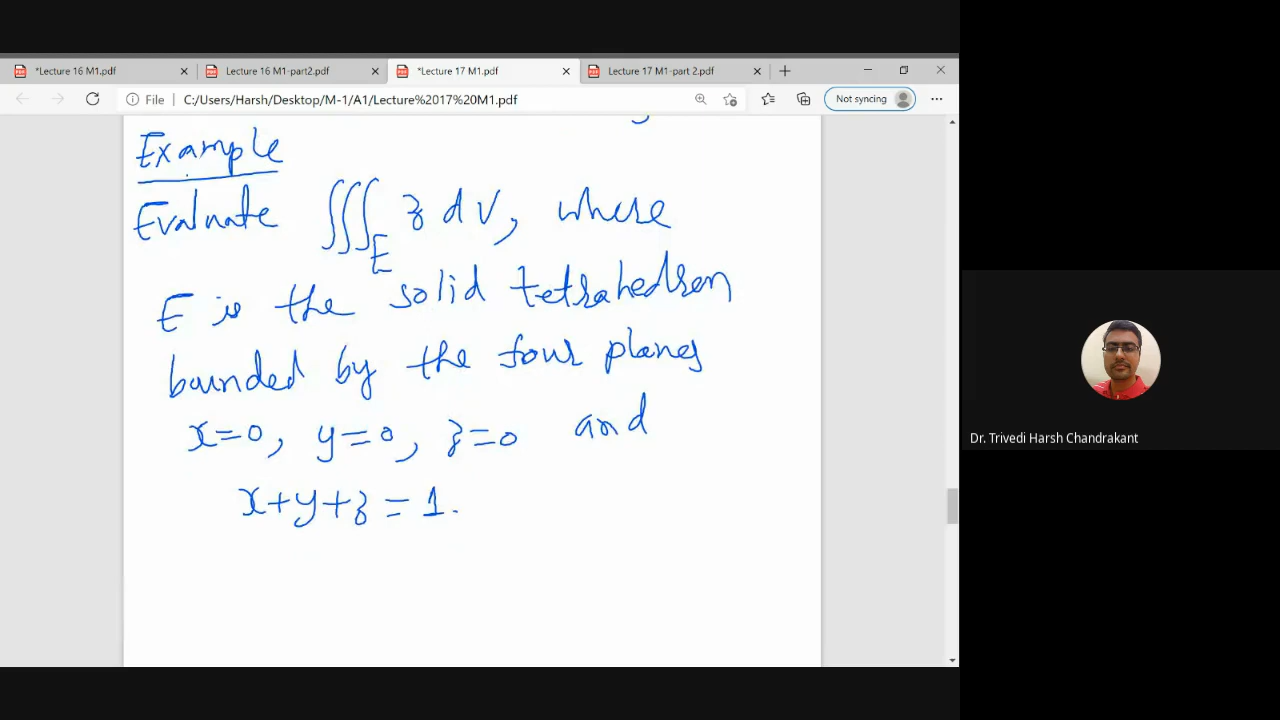 *Lecture 16 M1.pdf
Lecture 16 M1-part2.pdf
*Lecture 17 M1.pdf
Lecture 17 M1-part 2.pdf
File | C:/Users/Harsh/Desktop/M-1/A1/Lecture%2017%20M1.pdf
Not syncing
Example
Evaluate ∭_E z dV, where
E is the solid tetrahedron
bounded by the four planes
x=0, y=0, z=0 and
x+y+z=1.
Dr. Trivedi Harsh Chandrakant